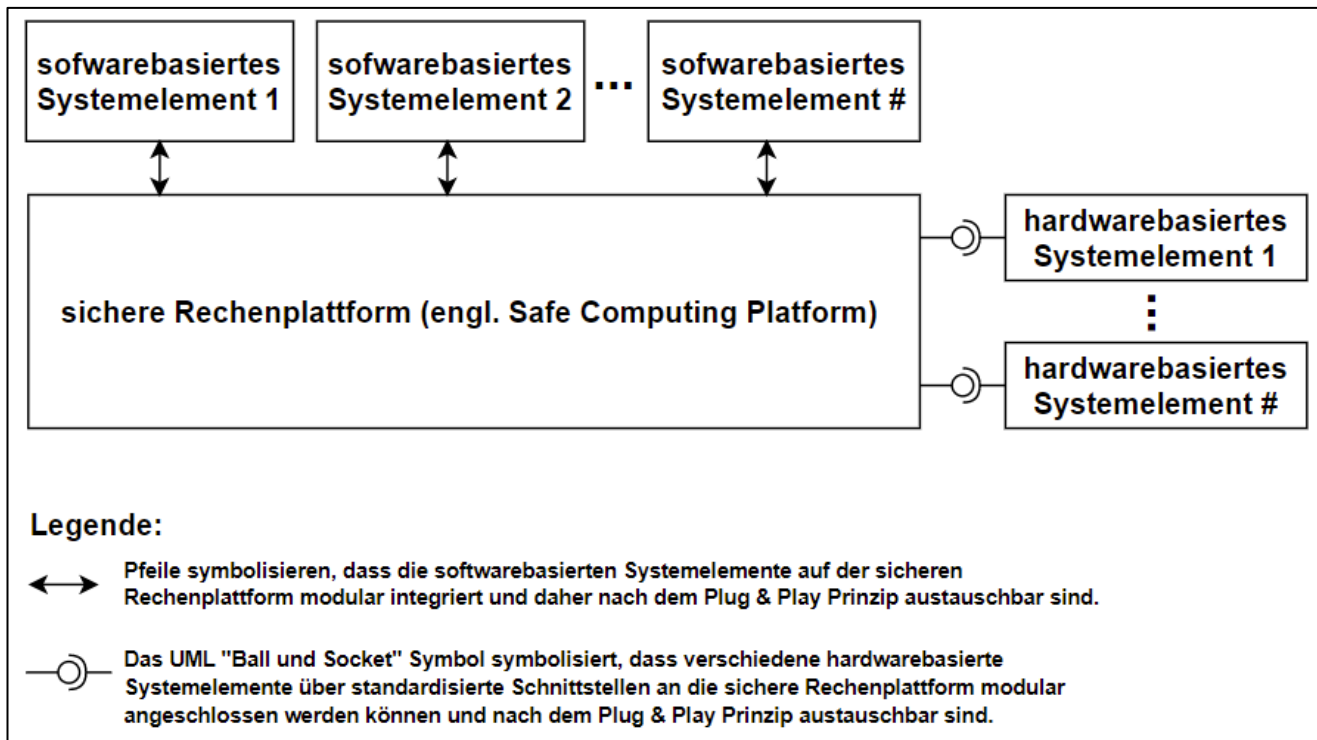 sofwarebasiertes
Systemelement 1
sofwarebasiertes
Systemelement 2
...
sofwarebasiertes
Systemelement #
sichere Rechenplattform (engl. Safe Computing Platform)
hardwarebasiertes
Systemelement 1
hardwarebasiertes
Systemelement #
Legende:
Pfeile symbolisieren, dass die softwarebasierten Systemelemente auf der sicheren
Rechenplattform modular integriert und daher nach dem Plug & Play Prinzip austauschbar sind.
Das UML "Ball und Socket" Symbol symbolisiert, dass verschiedene hardwarebasierte
Systemelemente über standardisierte Schnittstellen an die sichere Rechenplattform modular
angeschlossen werden können und nach dem Plug & Play Prinzip austauschbar sind.